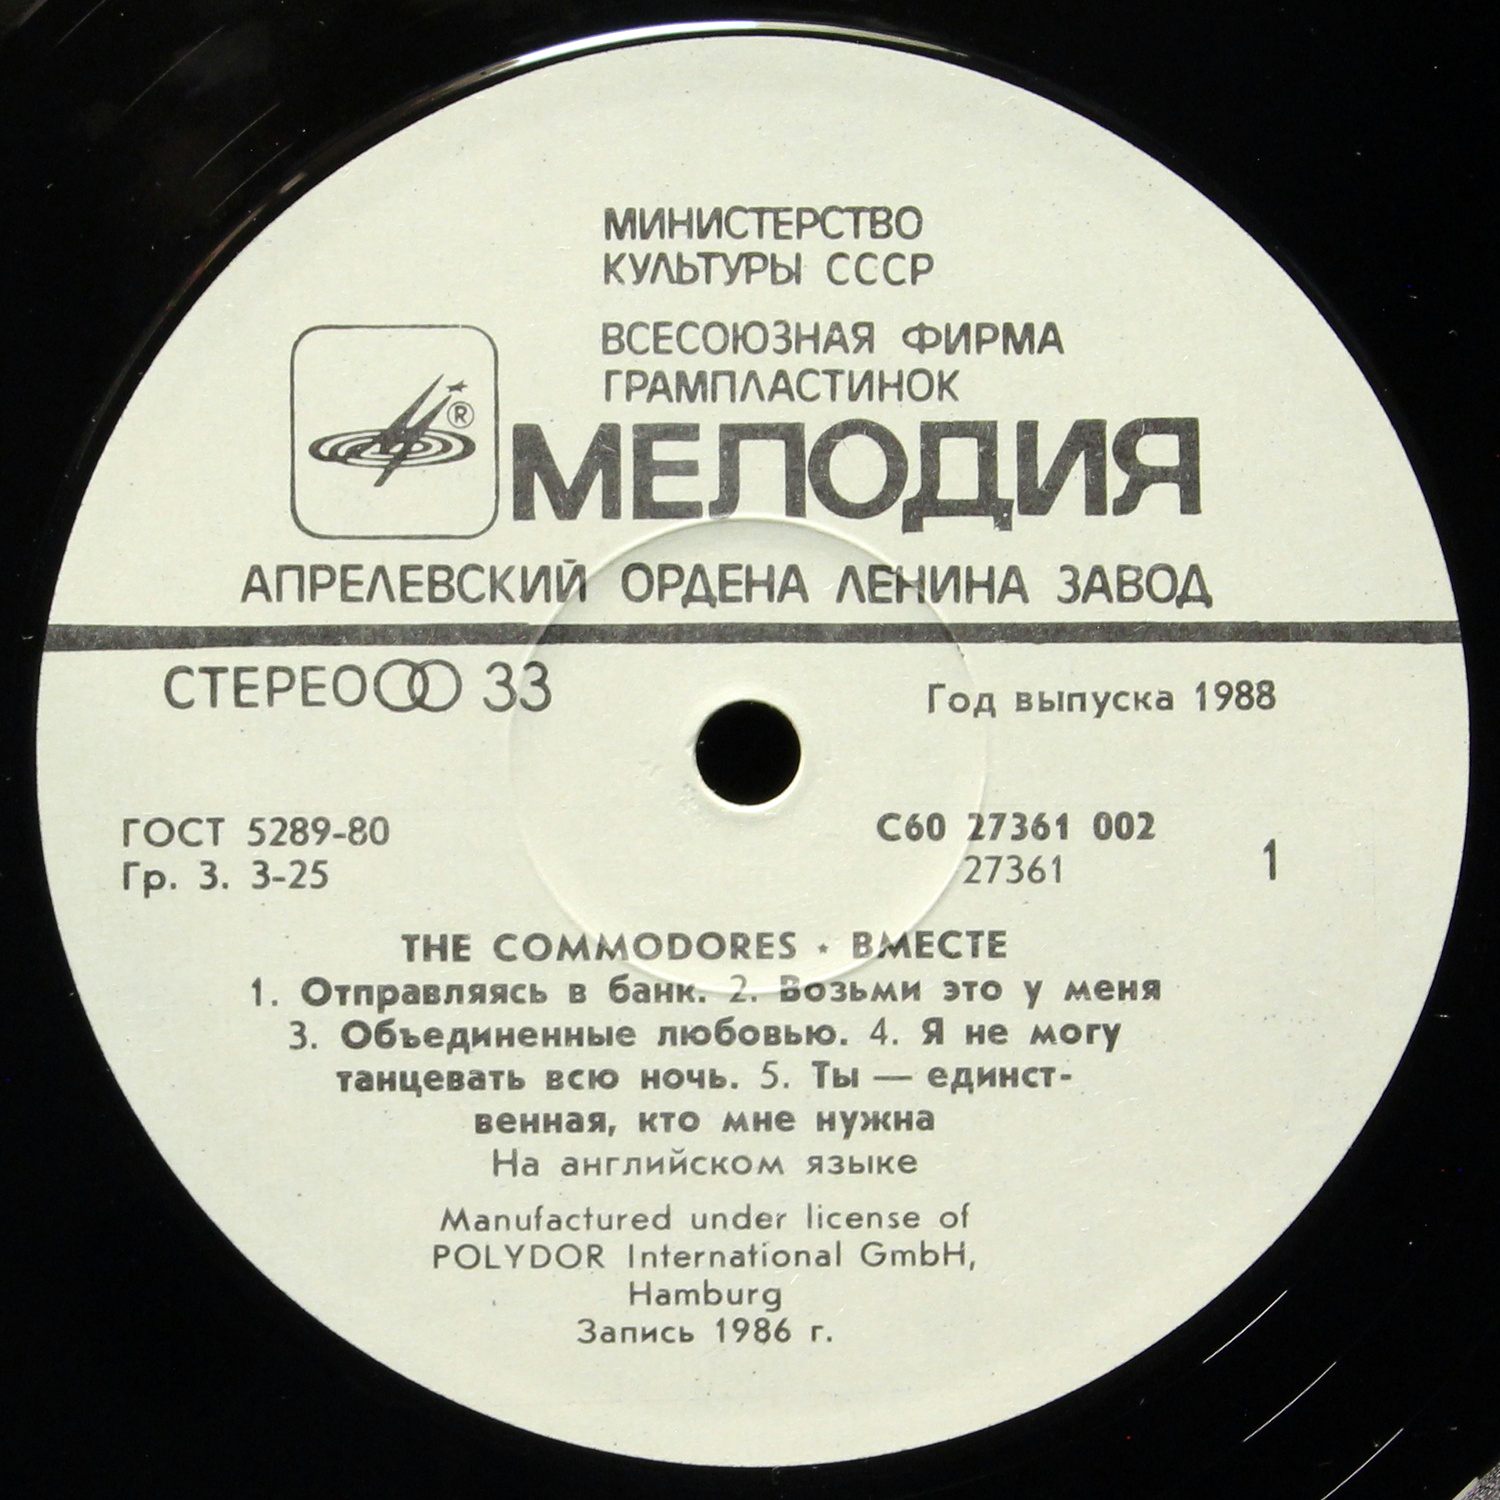 МИНИСТЕРСТВО
КУЛЬТУРЫ СССР
ВСЕСОЮЗНАЯ ФИРМА
ГРАМПЛАСТИНОК
®
МЕЛОДИЯ
АПРЕЛЕВСКИЙ ОРДЕНА ЛЕНИНА ЗАВОД
СТЕРЕО 33
Год выпуска 1988
ГОСТ 5289-80
Гр. 3. 3-25
С60 27361 002
27361
1
THE COMMODORES ★ ВМЕСТЕ
1. Отправляясь в банк. 2. Возьми это у меня
3. Объединенные любовью. 4. Я не могу
танцевать всю ночь. 5. Ты — единст-
венная, кто мне нужна
На английском языке
Manufactured under license of
POLYDOR International GmbH,
Hamburg
Запись 1986 г.